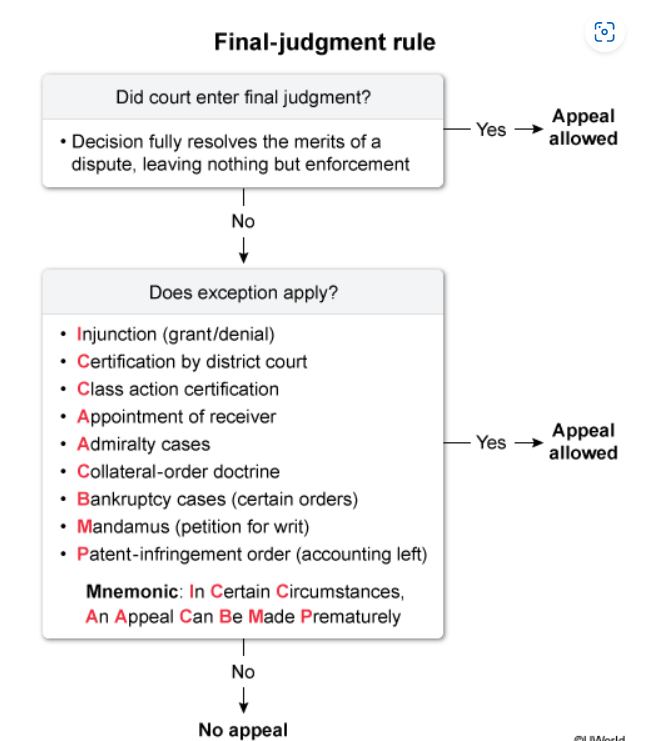 Final-judgment rule
Did court enter final judgment?
• Decision fully resolves the merits of a
dispute, leaving nothing but enforcement
Yes
Appeal
allowed
No
Does exception apply?
• Injunction (grant/denial)
• Certification by district court
• Class action certification
• Appointment of receiver
• Admiralty cases
• Collateral-order doctrine
• Bankruptcy cases (certain orders)
• Mandamus (petition for writ)
• Patent-infringement order (accounting left)
Mnemonic: In Certain Circumstances,
An Appeal Can Be Made Prematurely
Yes
Appeal
allowed
No
No appeal
©UWorld